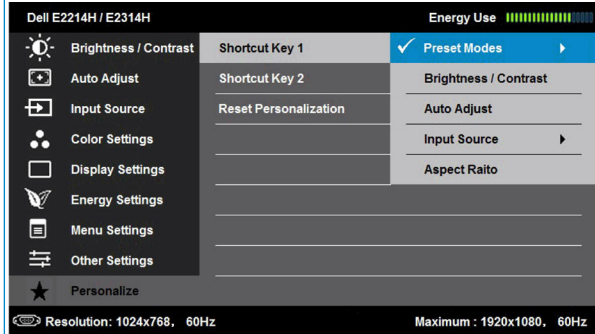 Dell E2214H / E2314H Energy Use
Brightness / Contrast Shortcut Key 1 Preset Modes
Auto Adjust Shortcut Key 2 Brightness / Contrast
Input Source Reset Personalization Auto Adjust
Color Settings Input Source
Display Settings Aspect Raito
Energy Settings
Menu Settings
Other Settings
Personalize
Resolution: 1024x768, 60Hz Maximum : 1920x1080, 60Hz